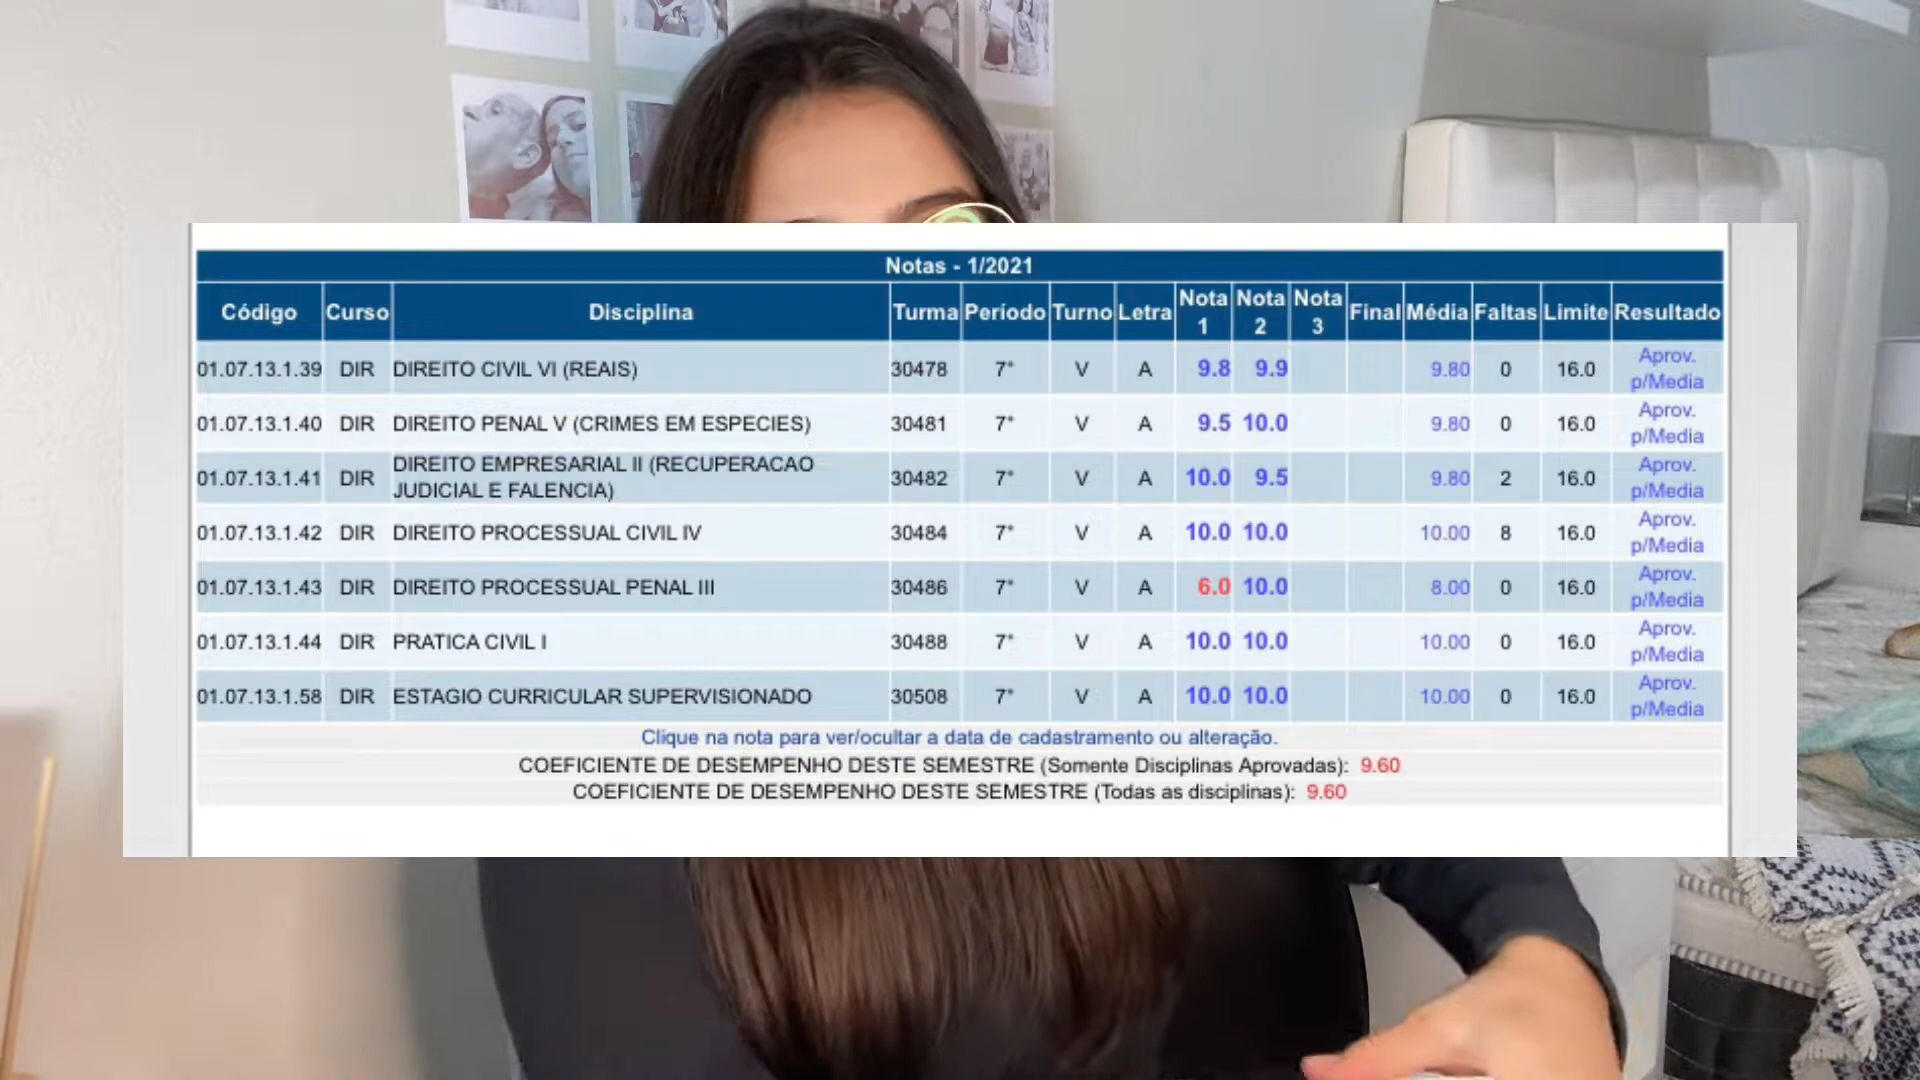 Notas - 1/2021
Código Curso Disciplina Turma Período Turno Letra Nota 1 Nota 2 Nota 3 Final Média Faltas Limite Resultado
01.07.13.1.39 DIR DIREITO CIVIL VI (REAIS) 30478 7° V A 9.8 9.9 9.80 0 16.0 Aprov. p/Media
01.07.13.1.40 DIR DIREITO PENAL V (CRIMES EM ESPECIES) 30481 7° V A 9.5 10.0 9.80 0 16.0 Aprov. p/Media
01.07.13.1.41 DIR DIREITO EMPRESARIAL II (RECUPERACAO JUDICIAL E FALENCIA) 30482 7° V A 10.0 9.5 9.80 2 16.0 Aprov. p/Media
01.07.13.1.42 DIR DIREITO PROCESSUAL CIVIL IV 30484 7° V A 10.0 10.0 10.00 8 16.0 Aprov. p/Media
01.07.13.1.43 DIR DIREITO PROCESSUAL PENAL III 30486 7° V A 6.0 10.0 8.00 0 16.0 Aprov. p/Media
01.07.13.1.44 DIR PRATICA CIVIL I 30488 7° V A 10.0 10.0 10.00 0 16.0 Aprov. p/Media
01.07.13.1.58 DIR ESTAGIO CURRICULAR SUPERVISIONADO 30508 7° V A 10.0 10.0 10.00 0 16.0 Aprov. p/Media
Clique na nota para ver/ocultar a data de cadastramento ou alteração.
COEFICIENTE DE DESEMPENHO DESTE SEMESTRE (Somente Disciplinas Aprovadas): 9.60
COEFICIENTE DE DESEMPENHO DESTE SEMESTRE (Todas as disciplinas): 9.60